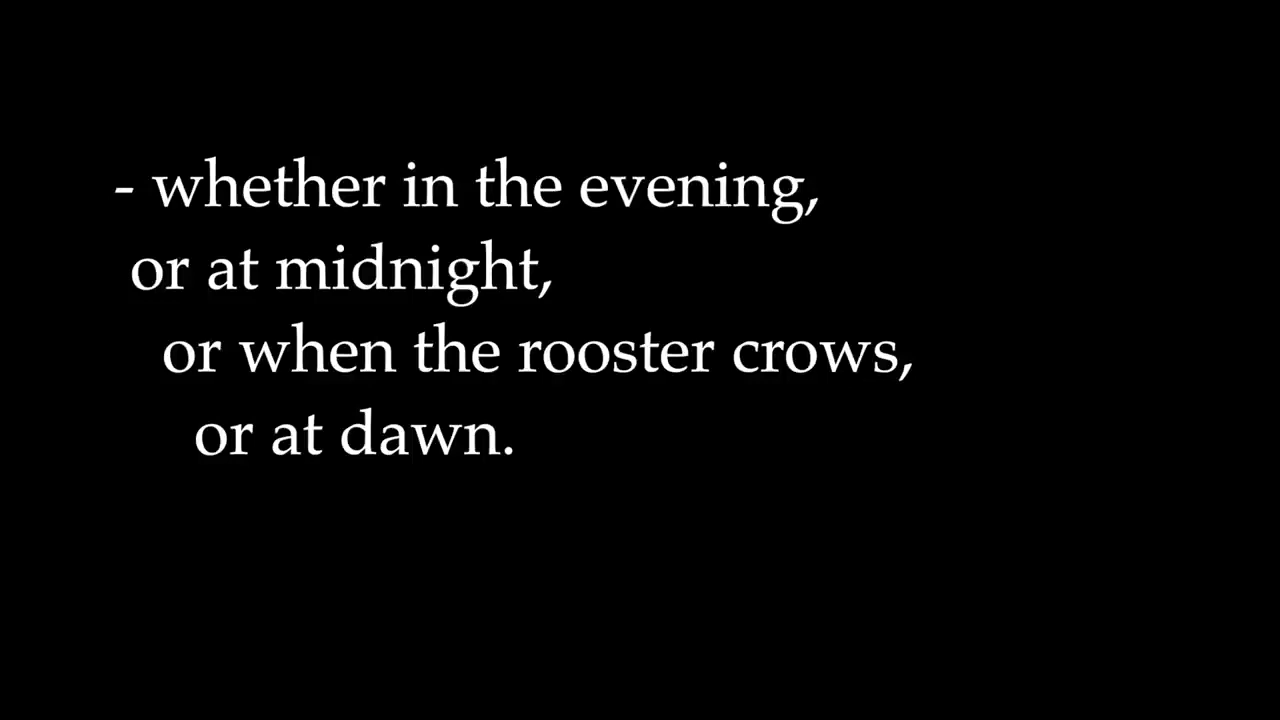 - whether in the evening,
or at midnight,
or when the rooster crows,
or at dawn.